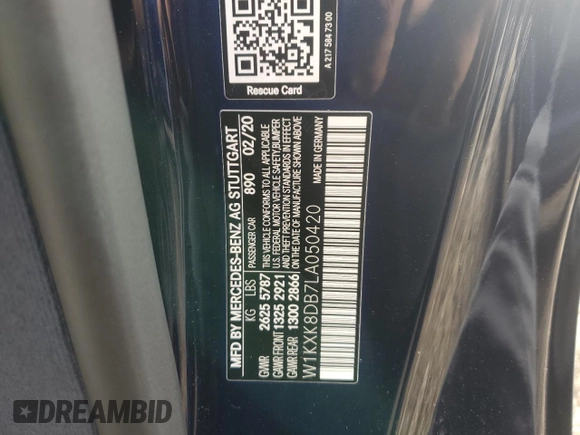 A 217 584 73 00
Rescue Card
MFD BY MERCEDES-BENZ AG STUTTGART
KG LBS PASSENGER CAR 890 02/20
GVWR 2625 5787 THIS VEHICLE CONFORMS TO ALL APPLICABLE
GAWR FRONT 1325 2921 U.S. FEDERAL MOTOR VEHICLE SAFETY,BUMPER
GAWR REAR 1300 2866 AND THEFT PREVENTION STANDARDS IN EFFECT
ON THE DATE OF MANUFACTURE SHOWN ABOVE
W1KXK8DB7LA050420 MADE IN GERMANY
DREAMBID